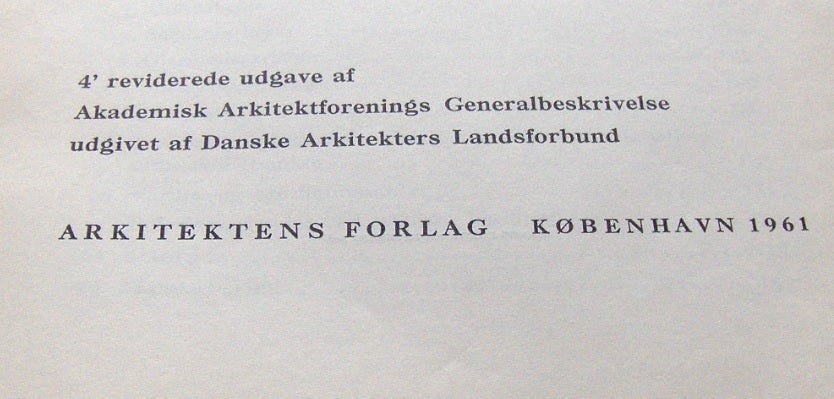 4' reviderede udgave af
Akademisk Arkitektforenings Generalbeskrivelse
udgivet af Danske Arkitekters Landsforbund
ARKITEKTENS FORLAG KØBENHAVN 1961